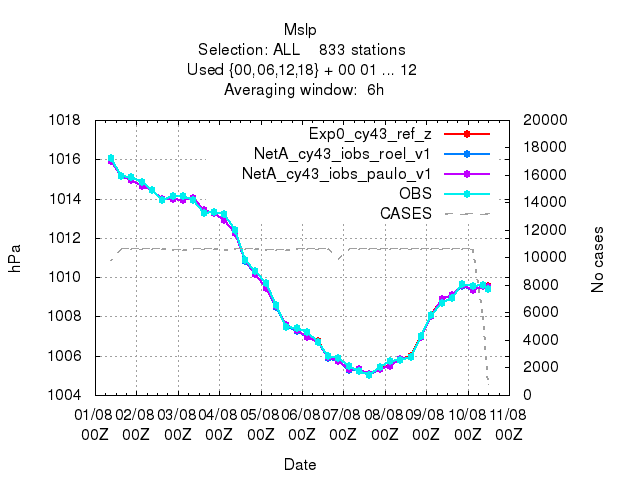 Mslp
Selection: ALL    833 stations
Used {00,06,12,18} + 00 01 ... 12
Averaging window:  6h
1018
1016
1014
1012
1010
1008
1006
1004
hPa
20000
18000
16000
14000
12000
10000
8000
6000
4000
2000
0
No cases
Exp0_cy43_ref_z
NetA_cy43_iobs_roel_v1
NetA_cy43_iobs_paulo_v1
OBS
CASES
01/08 02/08 03/08 04/08 05/08 06/08 07/08 08/08 09/08 10/08 11/08
00Z 00Z 00Z 00Z 00Z 00Z 00Z 00Z 00Z 00Z 00Z
Date